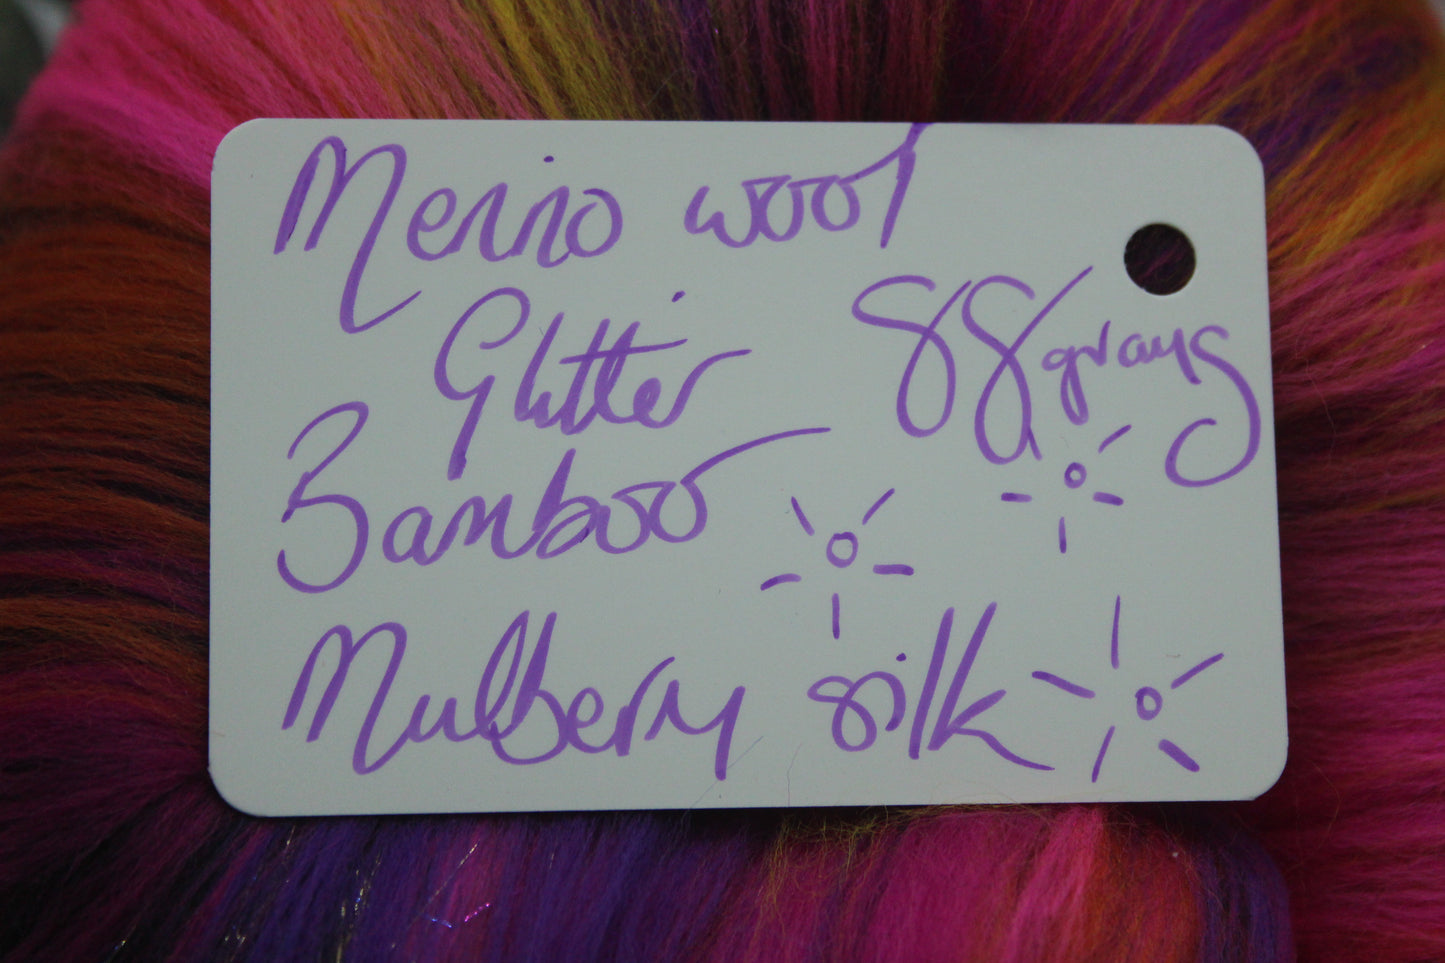 Merino wool
Glitter
88grams
Bamboo
Mulberry silk